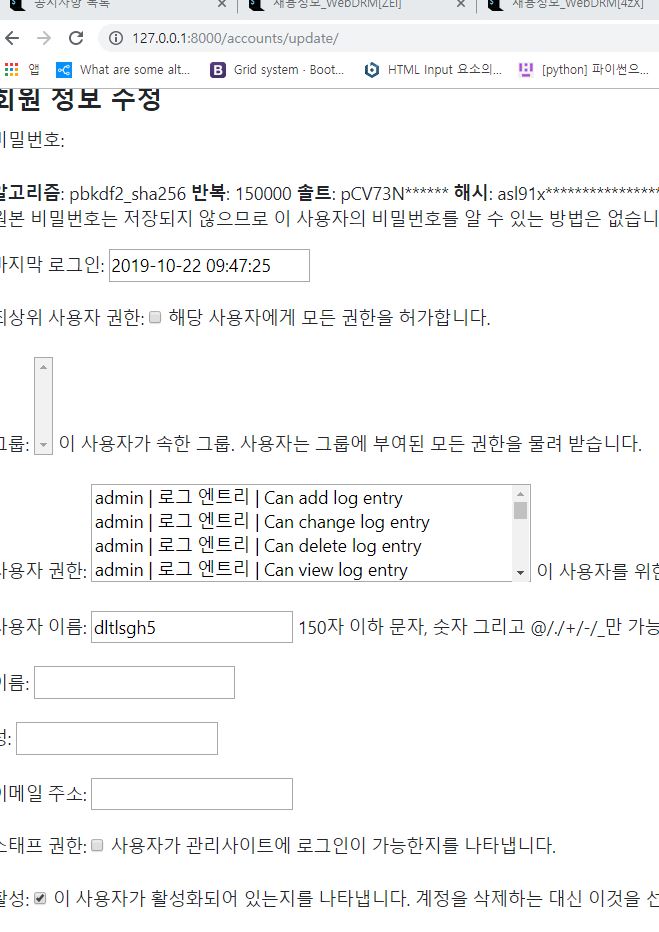 공지사항 목록 × 채용정보_WebDRM[ZEI] × 채용정보_WebDRM[4zX]
127.0.0.1:8000/accounts/update/
앱 What are some alt... B Grid system · Boot... HTML Input 요소의... [python] 파이썬으...
회원 정보 수정
비밀번호:
알고리즘: pbkdf2_sha256 반복: 150000 솔트: pCV73N****** 해시: asl91x****************
원본 비밀번호는 저장되지 않으므로 이 사용자의 비밀번호를 알 수 있는 방법은 없습니
마지막 로그인: 2019-10-22 09:47:25
최상위 사용자 권한: 해당 사용자에게 모든 권한을 허가합니다.
그룹: 이 사용자가 속한 그룹. 사용자는 그룹에 부여된 모든 권한을 물려 받습니다.
admin | 로그 엔트리 | Can add log entry
admin | 로그 엔트리 | Can change log entry
admin | 로그 엔트리 | Can delete log entry
admin | 로그 엔트리 | Can view log entry
사용자 권한: 이 사용자를 위한
사용자 이름: dltlsgh5 150자 이하 문자, 숫자 그리고 @/./+/-/_만 가능
이름:
성:
이메일 주소:
스태프 권한: 사용자가 관리사이트에 로그인이 가능한지를 나타냅니다.
활성: 이 사용자가 활성화되어 있는지를 나타냅니다. 계정을 삭제하는 대신 이것을 선